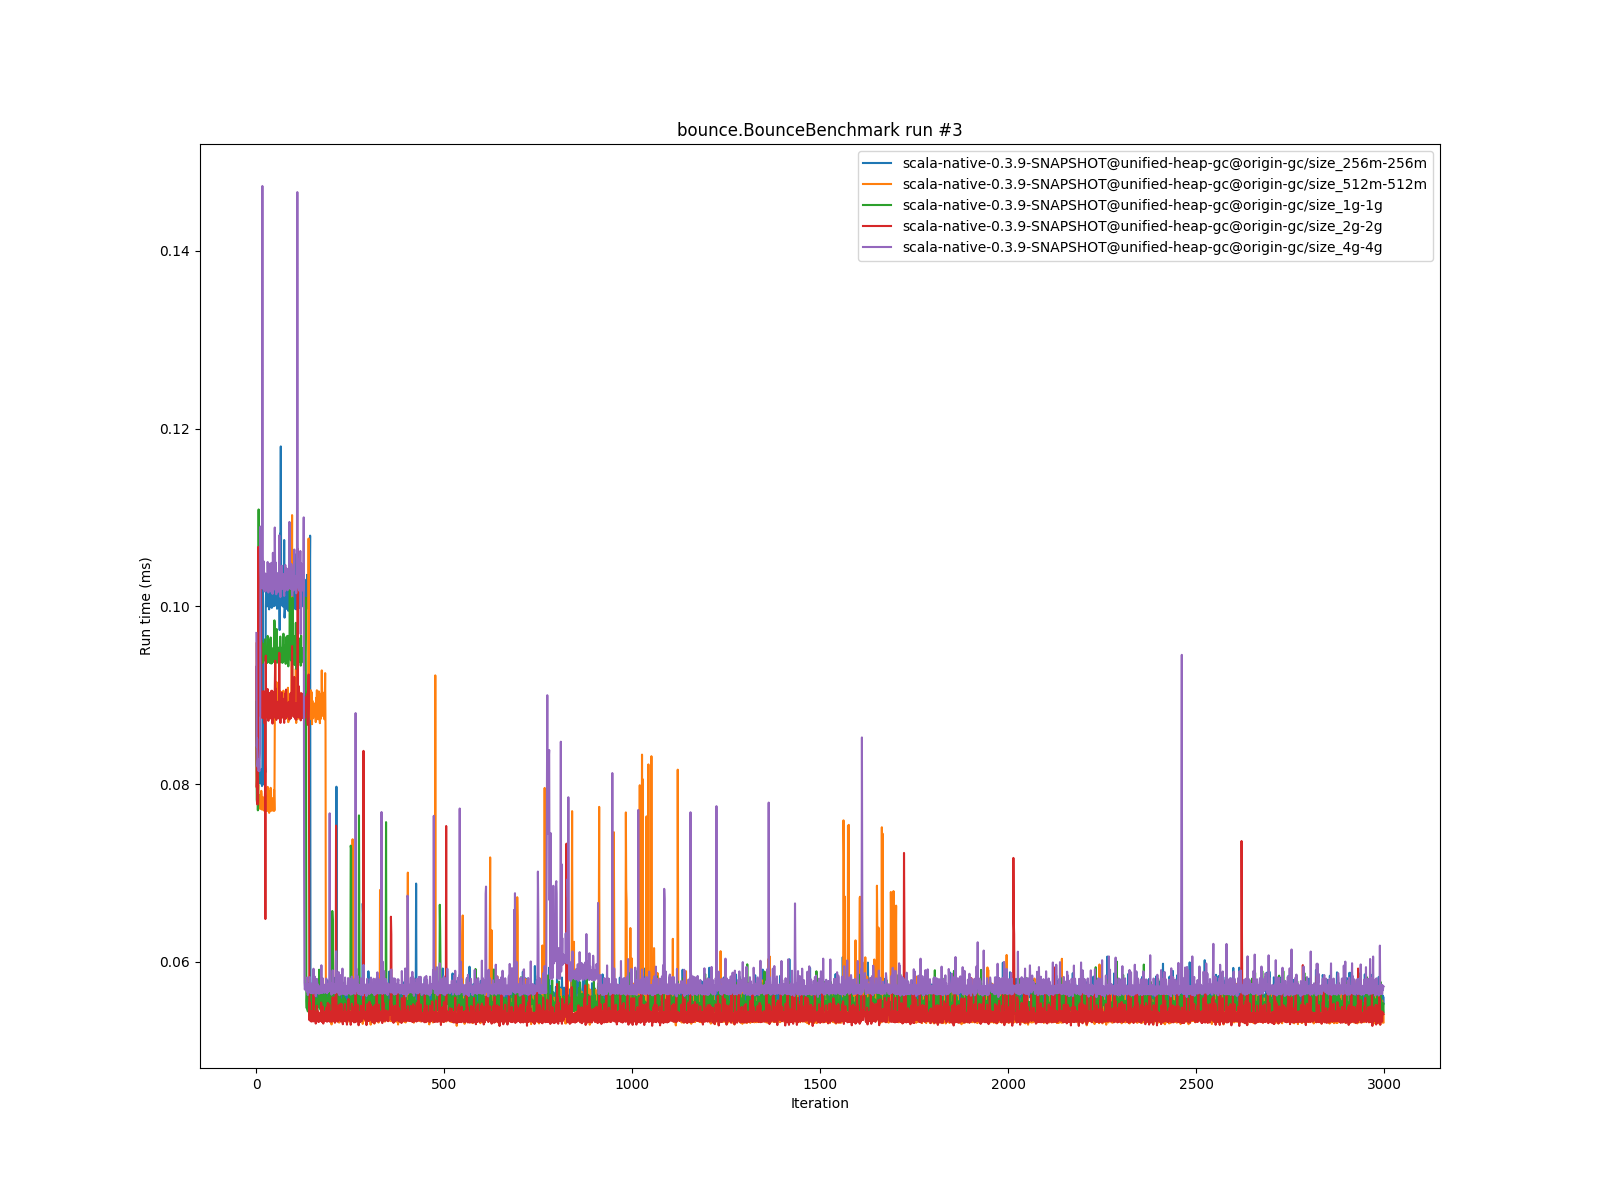 bounce.BounceBenchmark run #3
scala-native-0.3.9-SNAPSHOT@unified-heap-gc@origin-gc/size_256m-256m
scala-native-0.3.9-SNAPSHOT@unified-heap-gc@origin-gc/size_512m-512m
scala-native-0.3.9-SNAPSHOT@unified-heap-gc@origin-gc/size_1g-1g
scala-native-0.3.9-SNAPSHOT@unified-heap-gc@origin-gc/size_2g-2g
scala-native-0.3.9-SNAPSHOT@unified-heap-gc@origin-gc/size_4g-4g
0.14
0.12
0.10
0.08
0.06
Run time (ms)
0 500 1000 1500 2000 2500 3000
Iteration